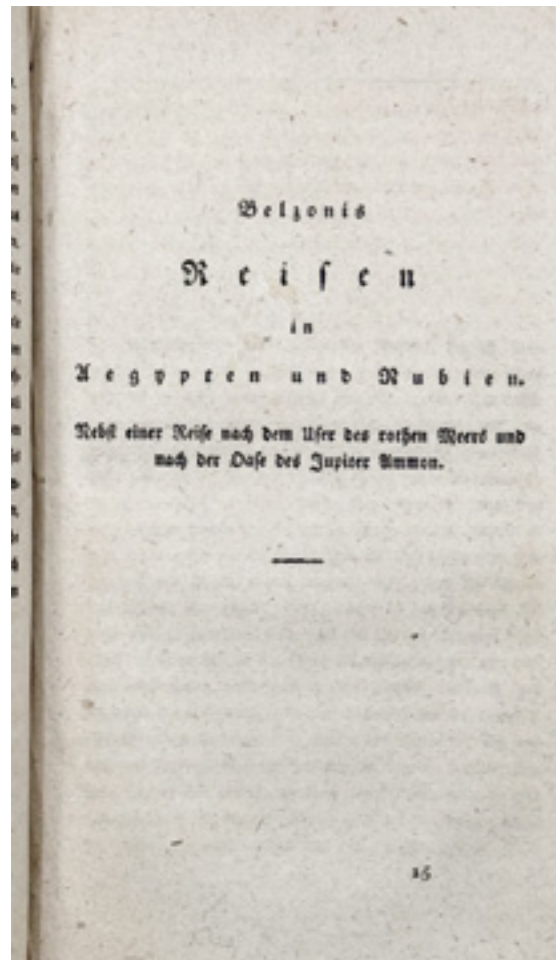 Belzonis
Reisen
in
Aegypten und Nubien.
Nebst einer Reise nach dem Ufer des rothen Meers und
nach der Oase des Jupiter Ammon.
15